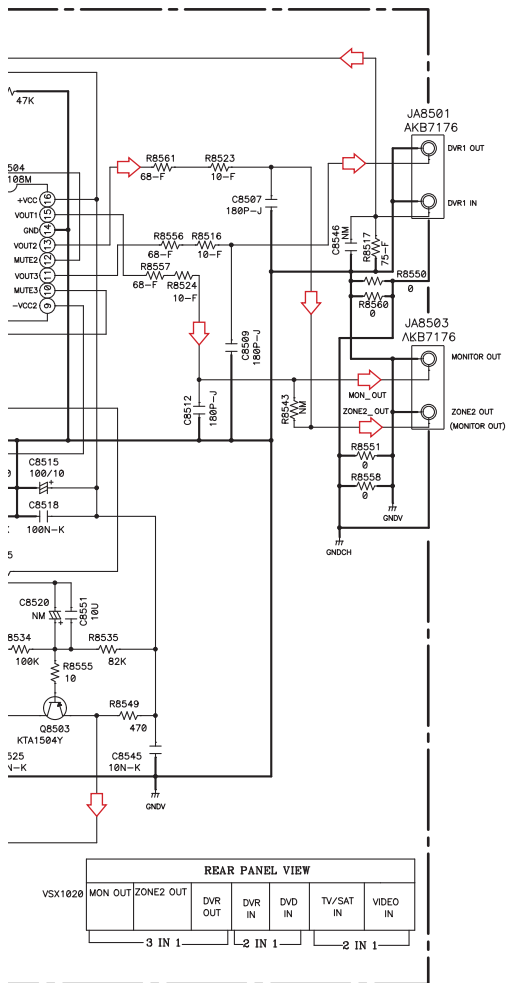 47K
JA8501
AKB7176
DVR1 OUT
DVR1 IN
R8561
68-F
R8523
10-F
8504
108M
+VCC 16
VOUT1 15
GND 14
VOUT2 13
MUTE2 12
VOUT3 11
MUTE3 10
-VCC2 9
C8507
180P-J
R8556
68-F
R8516
10-F
R8557
68-F
R8524
10-F
C8546
NM
R8517
75-F
R8550
0
R8560
0
JA8503
AKB7176
MONITOR OUT
C8509
180P-J
C8512
180P-J
MON_OUT
R8543
NM
ZONE2_OUT
ZONE2 OUT
(MONITOR OUT)
R8551
0
R8558
0
GNDV
GNDCH
C8515
100/10
+
C8518
100N-K
C8520
NM
+
C8551
10U
8534
100K
R8535
82K
R8555
10
R8549
470
Q8503
KTA1504Y
8525
N-K
C8545
10N-K
GNDV
REAR PANEL VIEW
VSX1020
MON OUT
ZONE2 OUT
DVR
OUT
DVR
IN
DVD
IN
TV/SAT
IN
VIDEO
IN
3 IN 1
2 IN 1
2 IN 1